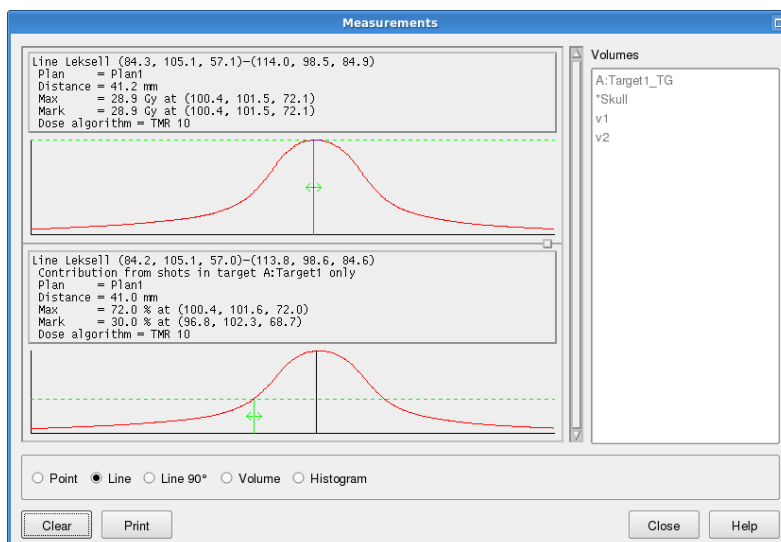 Measurements
Line Leksell (84.3, 105.1, 57.1)-(114.0, 98.5, 84.9)
Plan = Plan1
Distance = 41.2 mm
Max = 28.9 Gy at (100.4, 101.5, 72.1)
Mark = 28.9 Gy at (100.4, 101.5, 72.1)
Dose algorithm = TMR 10
Line Leksell (84.2, 105.1, 57.0)-(113.8, 98.6, 84.6)
Contribution from shots in target A:Target1 only
Plan = Plan1
Distance = 41.0 mm
Max = 72.0 % at (100.4, 101.6, 72.0)
Mark = 30.0 % at (96.8, 102.3, 68.7)
Dose algorithm = TMR 10
Volumes
A:Target1_TG
*Skull
v1
v2
Point Line Line 90° Volume Histogram
Clear Print Close Help